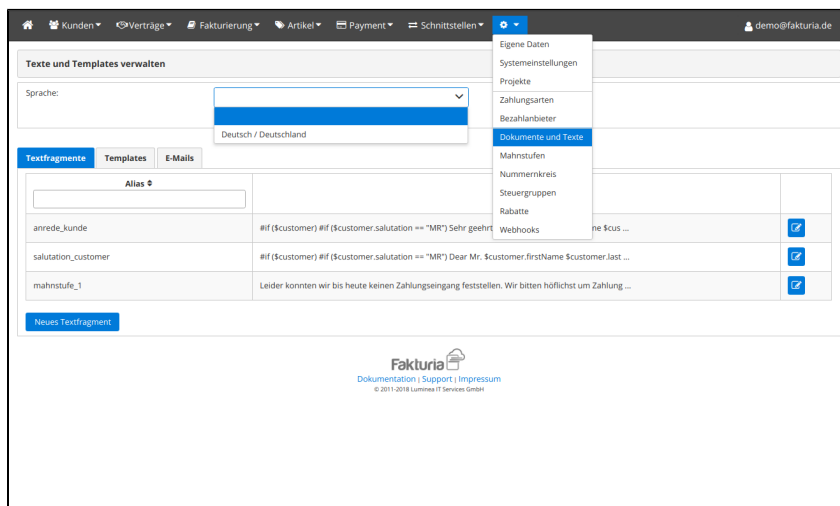 Kunden Verträge Fakturierung Artikel Payment Schnittstellen demo@fakturia.de
Eigene Daten
Systemeinstellungen
Projekte
Zahlungsarten
Bezahlanbieter
Dokumente und Texte
Mahnstufen
Nummernkreis
Steuergruppen
Rabatte
Webhooks
Texte und Templates verwalten
Sprache:
Deutsch / Deutschland
Textfragmente Templates E-Mails
Alias
anrede_kunde #if ($customer) #if ($customer.salutation == "MR") Sehr geehrt ne $cus ...
salutation_customer #if ($customer) #if ($customer.salutation == "MR") Dear Mr. $customer.firstName $customer.last ...
mahnstufe_1 Leider konnten wir bis heute keinen Zahlungseingang feststellen. Wir bitten höflichst um Zahlung ...
Neues Textfragment
Fakturia
Dokumentation | Support | Impressum
© 2011-2018 Luminea IT Services GmbH